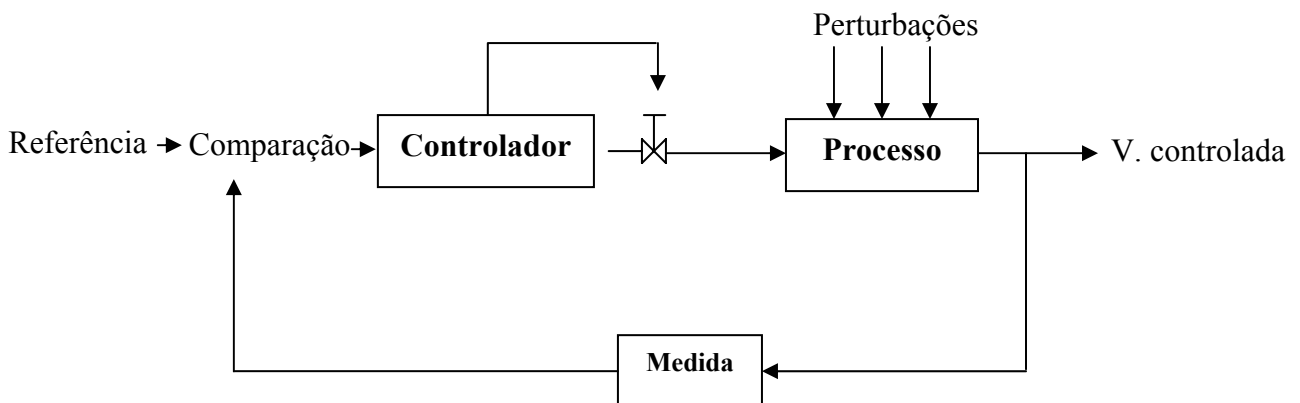 Perturbações
Referência
Comparação
Controlador
Processo
V. controlada
Medida